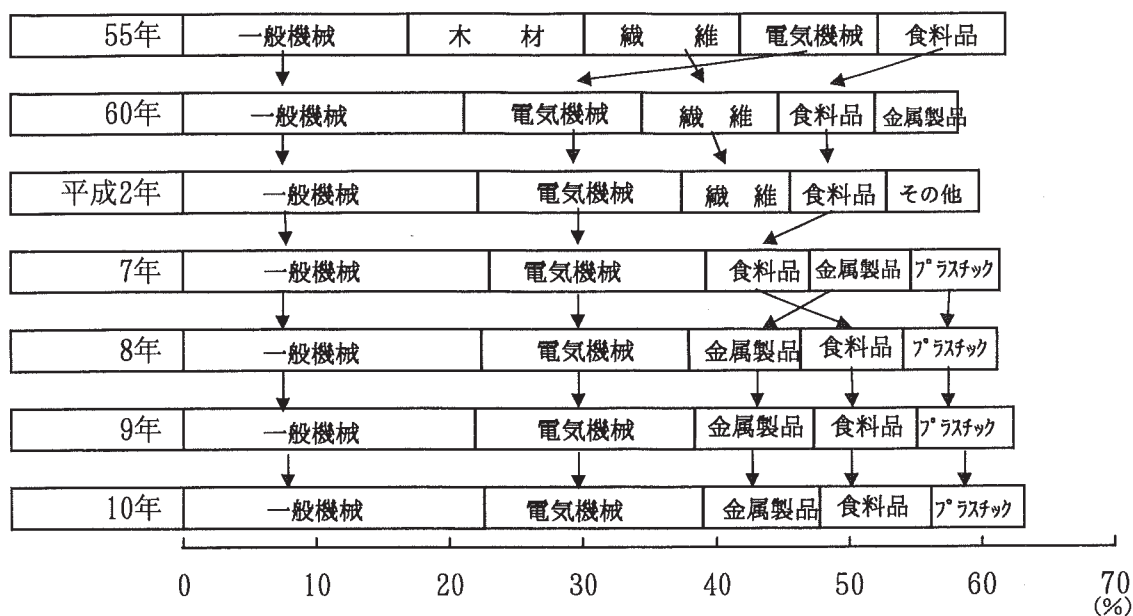 55年 一般機械 木材 繊維 電気機械 食料品
60年 一般機械 電気機械 繊維 食料品 金属製品
平成2年 一般機械 電気機械 繊維 食料品 その他
7年 一般機械 電気機械 食料品 金属製品 プラスチック
8年 一般機械 電気機械 金属製品 食料品 プラスチック
9年 一般機械 電気機械 金属製品 食料品 プラスチック
10年 一般機械 電気機械 金属製品 食料品 プラスチック
0 10 20 30 40 50 60 70
(%)